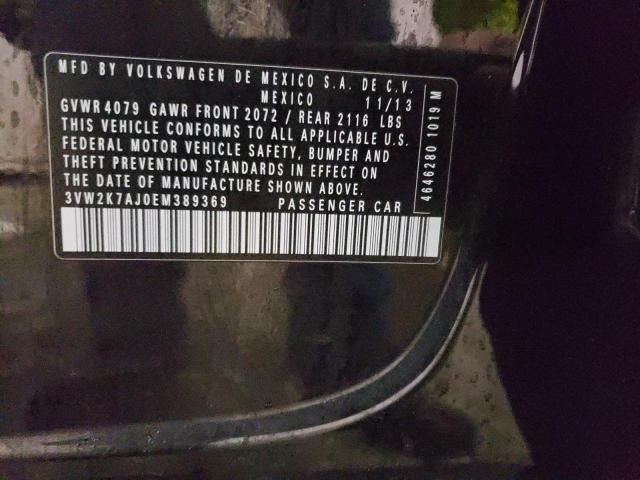 MFD BY VOLKSWAGEN DE MEXICO S.A. DE C.V.
MEXICO 11/13
GVWR 4079 GAWR FRONT 2072 / REAR 2116 LBS
THIS VEHICLE CONFORMS TO ALL APPLICABLE U.S.
FEDERAL MOTOR VEHICLE SAFETY, BUMPER AND
THEFT PREVENTION STANDARDS IN EFFECT ON
THE DATE OF MANUFACTURE SHOWN ABOVE.
3VW2K7AJ0EM389369 PASSENGER CAR
4646280 1019 M